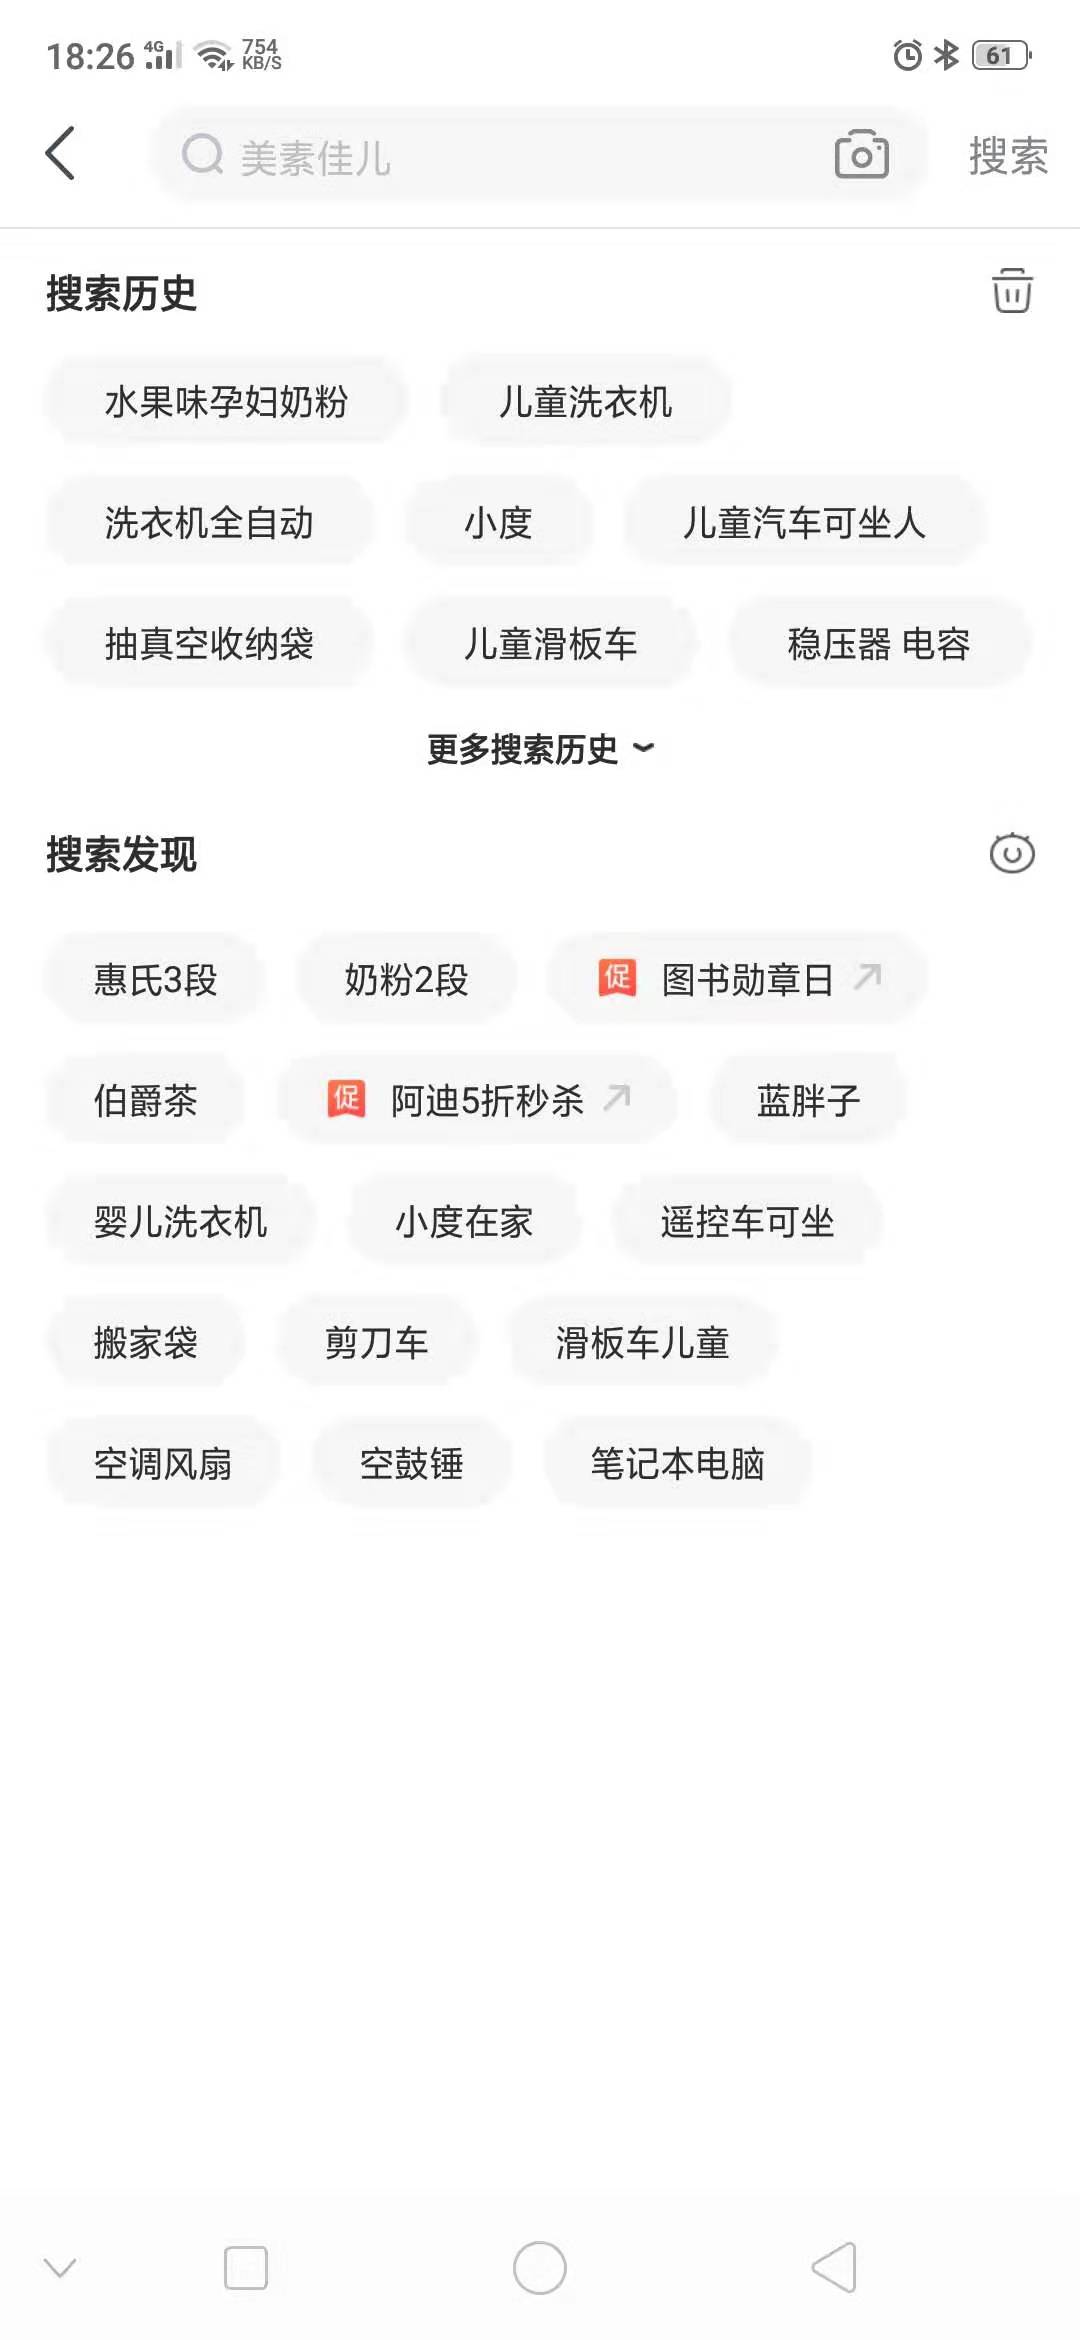 18:26 4G 754 KB/S 61
美素佳儿 搜索
搜索历史
水果味孕妇奶粉 儿童洗衣机
洗衣机全自动 小度 儿童汽车可坐人
抽真空收纳袋 儿童滑板车 稳压器 电容
更多搜索历史
搜索发现
惠氏3段 奶粉2段 促 图书勋章日
伯爵茶 促 阿迪5折秒杀 蓝胖子
婴儿洗衣机 小度在家 遥控车可坐
搬家袋 剪刀车 滑板车儿童
空调风扇 空鼓锤 笔记本电脑